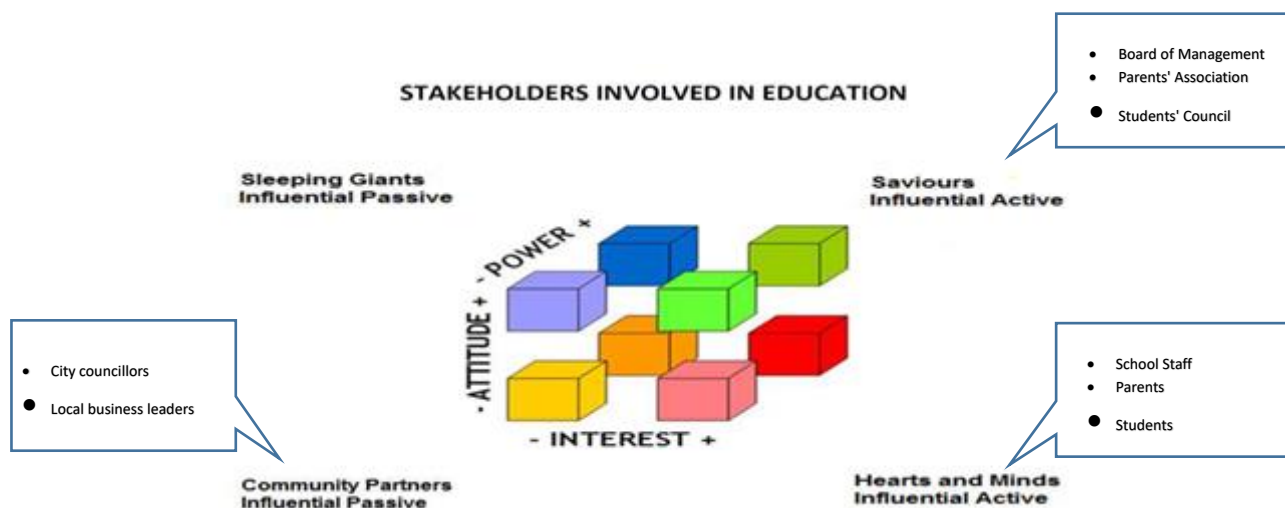 • Board of Management
• Parents' Association
• Students' Council
STAKEHOLDERS INVOLVED IN EDUCATION
Sleeping Giants
Influential Passive
Saviours
Influential Active
- POWER +
- ATTITUDE +
- INTEREST +
• City councillors
• Local business leaders
• School Staff
• Parents
• Students
Community Partners
Influential Passive
Hearts and Minds
Influential Active